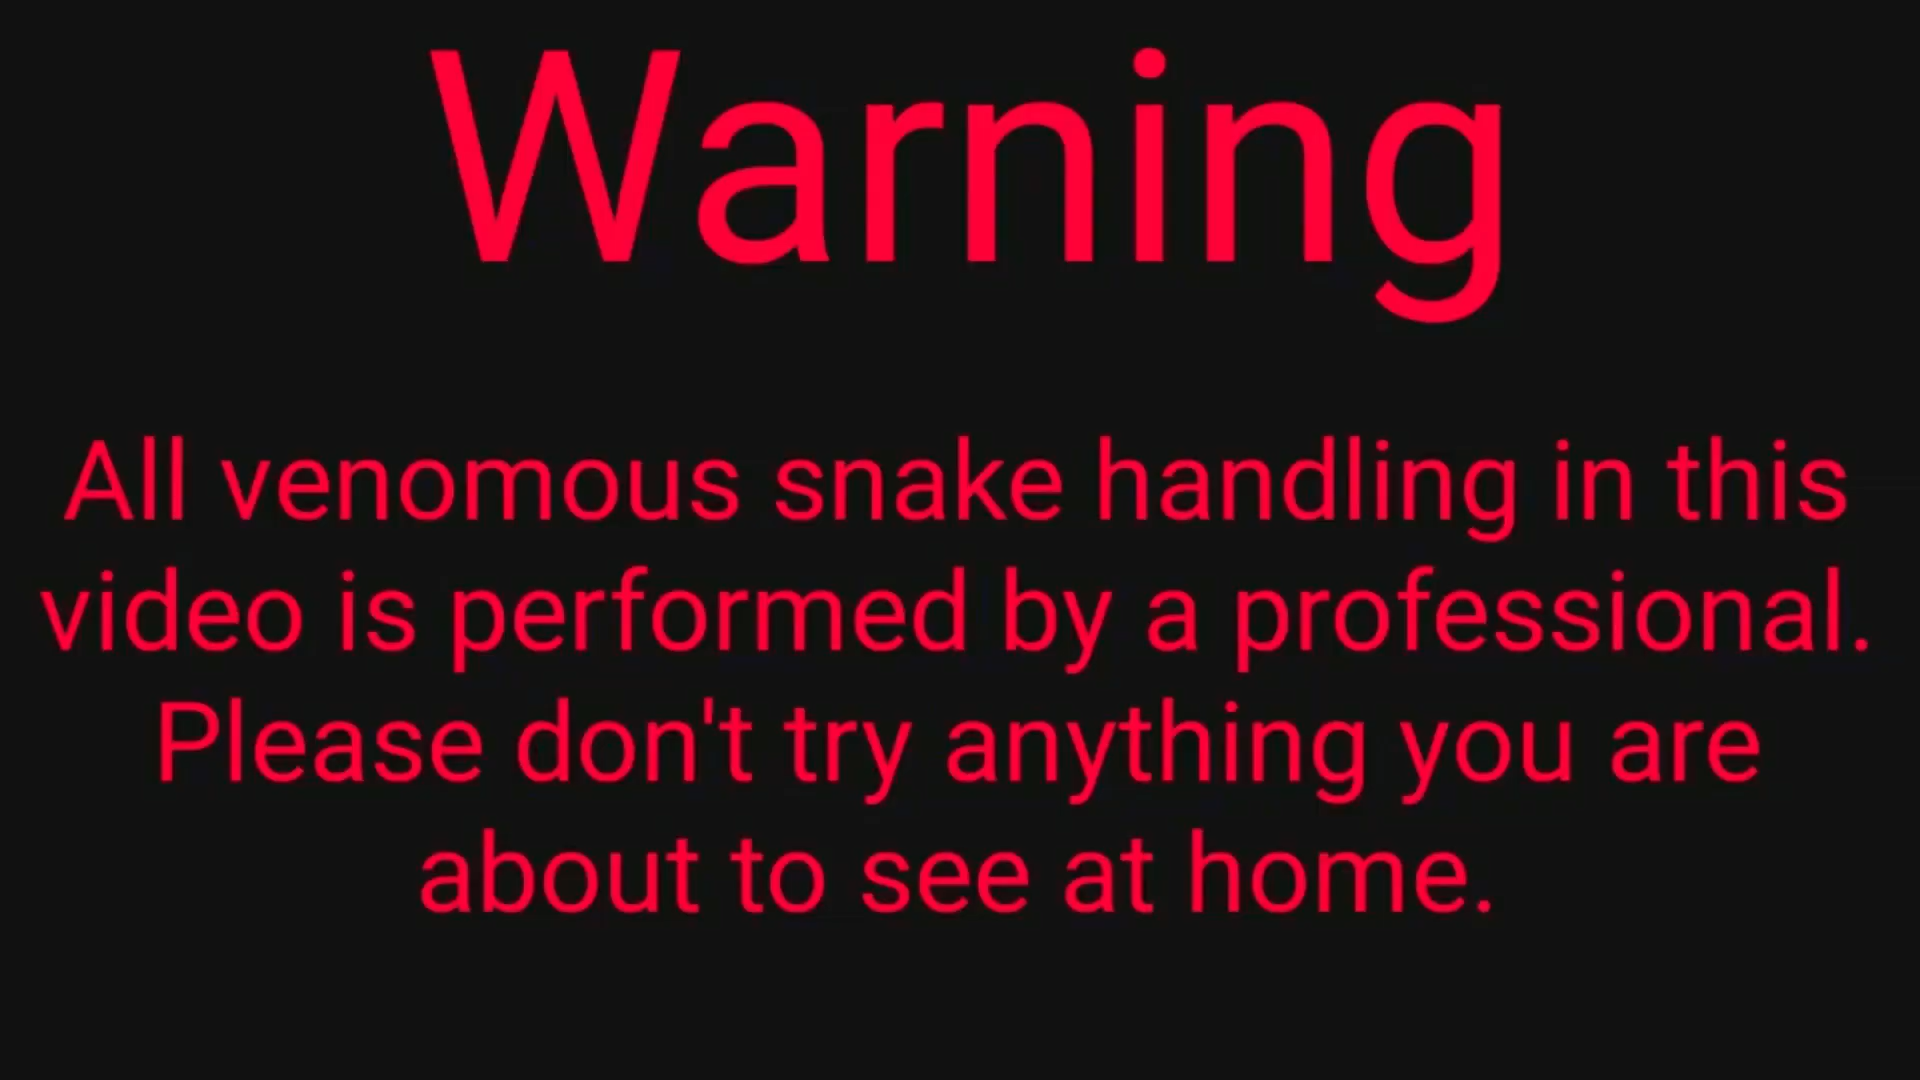 Warning
All venomous snake handling in this
video is performed by a professional.
Please don't try anything you are
about to see at home.